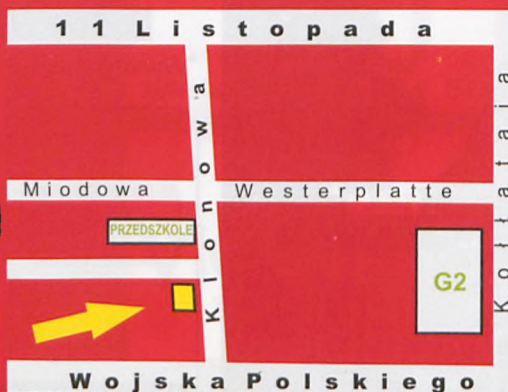 11 Listopada
Klonowa
Kołłątaja
Miodowa
Westerplatte
PRZEDSZKOLE
G2
Wojska Polskiego